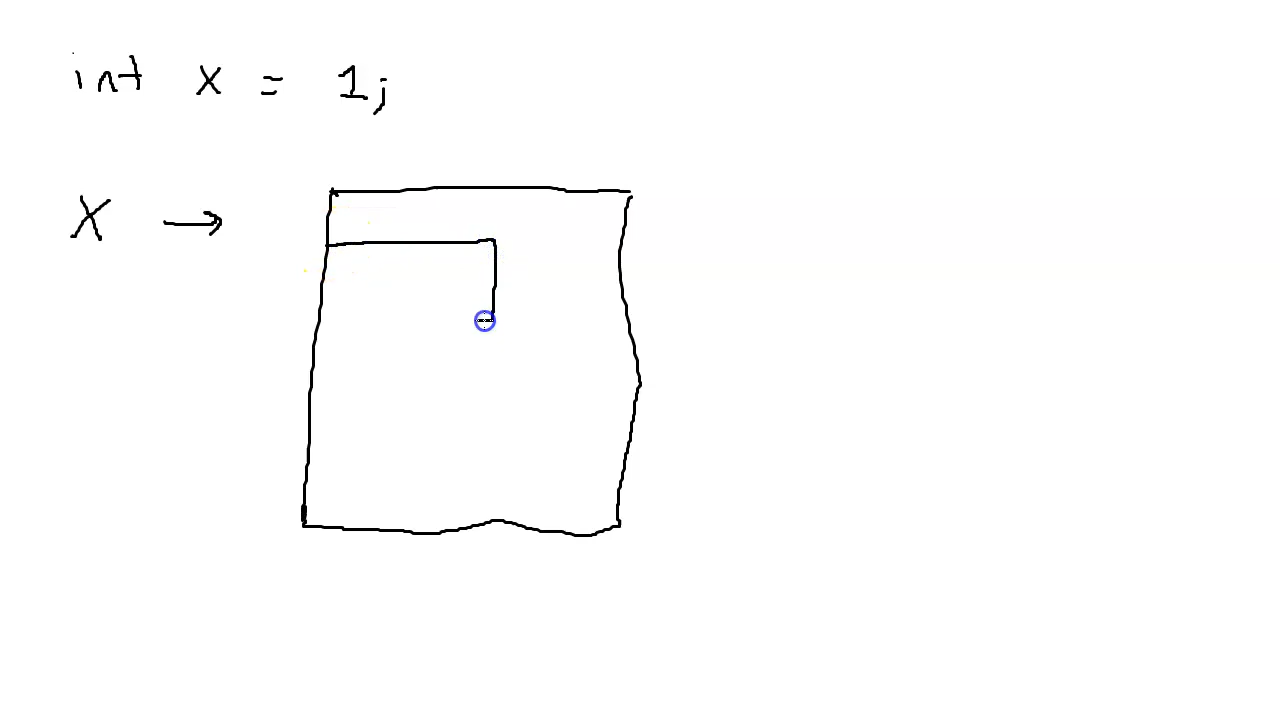 int x = 1;
X →